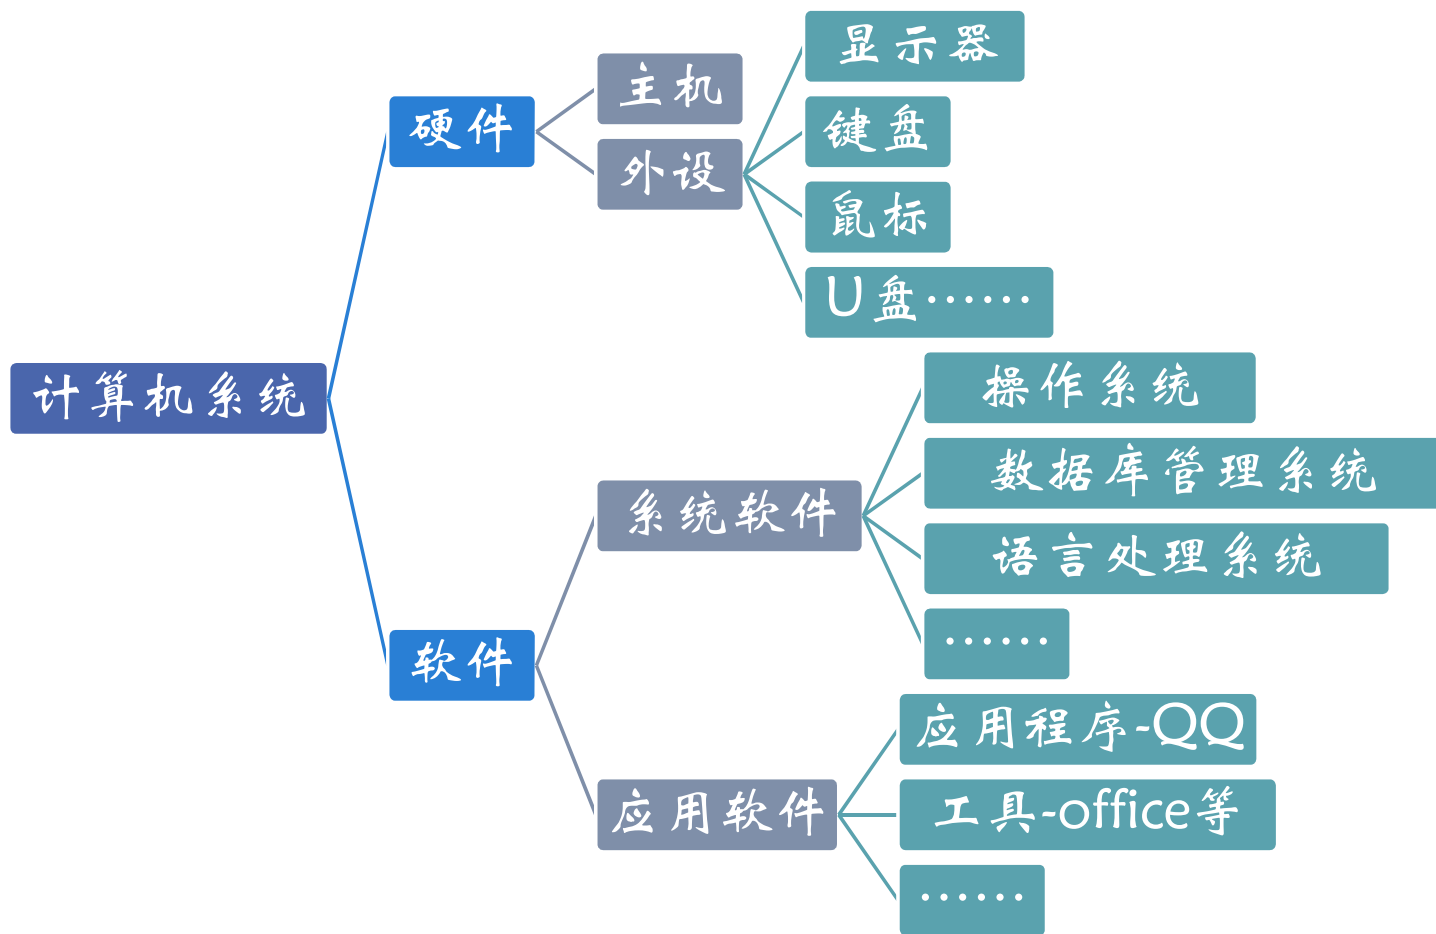 计算机系统
硬件
主机
外设
显示器
键盘
鼠标
U盘……
软件
系统软件
操作系统
数据库管理系统
语言处理系统
……
应用软件
应用程序-QQ
工具-office等
……